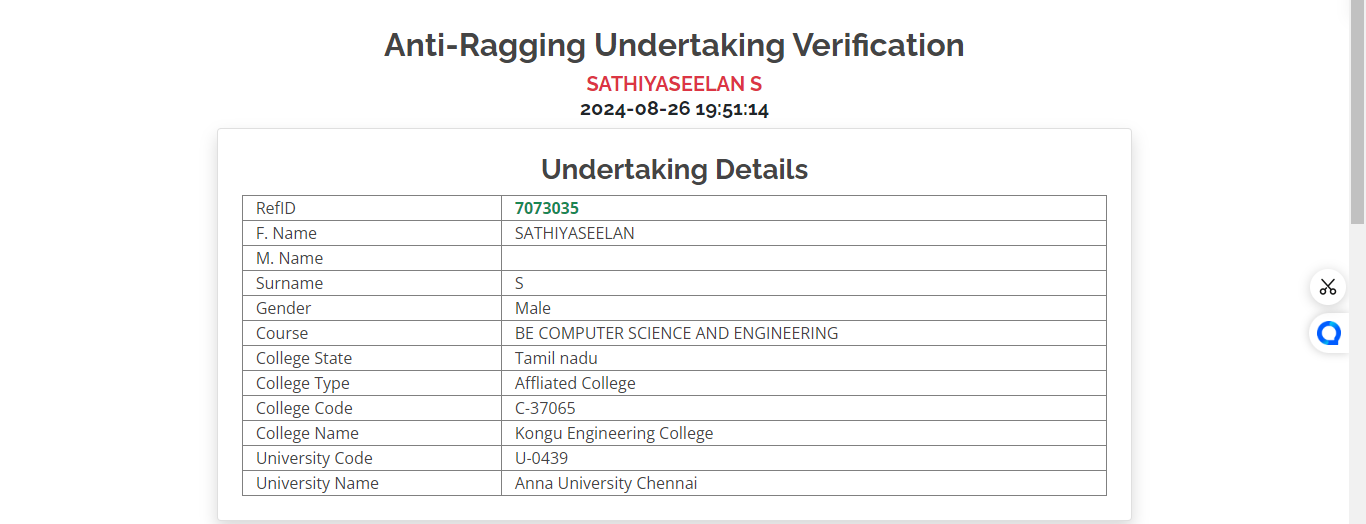 Anti-Ragging Undertaking Verification
SATHIYASEELAN S
2024-08-26 19:51:14
Undertaking Details
RefID 7073035
F. Name SATHIYASEELAN
M. Name
Surname S
Gender Male
Course BE COMPUTER SCIENCE AND ENGINEERING
College State Tamil nadu
College Type Affliated College
College Code C-37065
College Name Kongu Engineering College
University Code U-0439
University Name Anna University Chennai